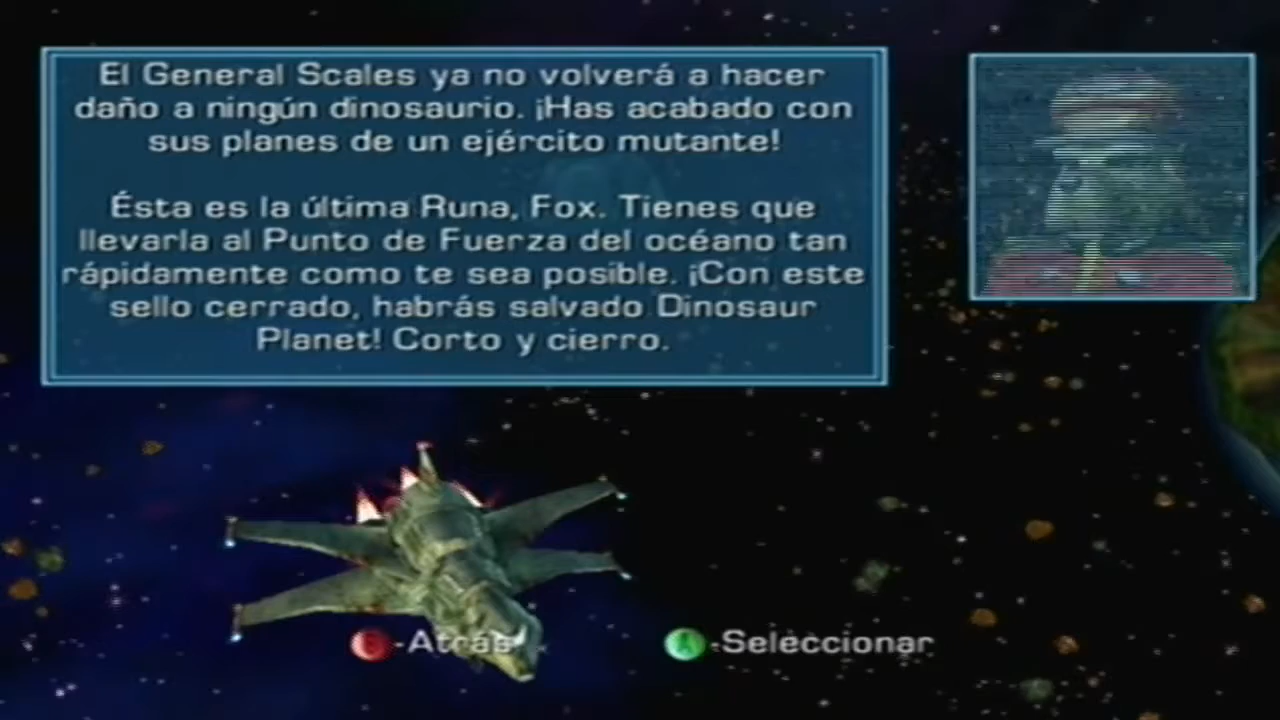 El General Scales ya no volverá a hacer
daño a ningún dinosaurio. ¡Has acabado con
sus planes de un ejército mutante!
Ésta es la última Runa, Fox. Tienes que
llevarla al Punto de Fuerza del océano tan
rápidamente como te sea posible. ¡Con este
sello cerrado, habrás salvado Dinosaur
Planet! Corto y cierro.
B-Atrás A-Seleccionar